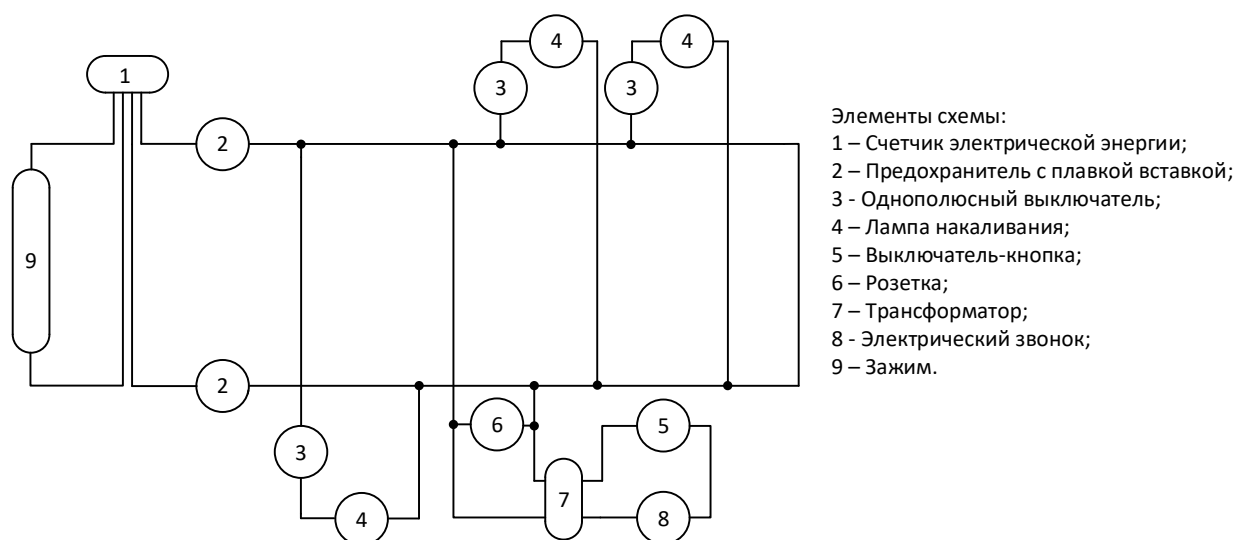 4
4
1
3
3
2
9
2
6
5
3
7
4
8
Элементы схемы:
1 – Счетчик электрической энергии;
2 – Предохранитель с плавкой вставкой;
3 - Однополюсный выключатель;
4 – Лампа накаливания;
5 – Выключатель-кнопка;
6 – Розетка;
7 – Трансформатор;
8 - Электрический звонок;
9 – Зажим.